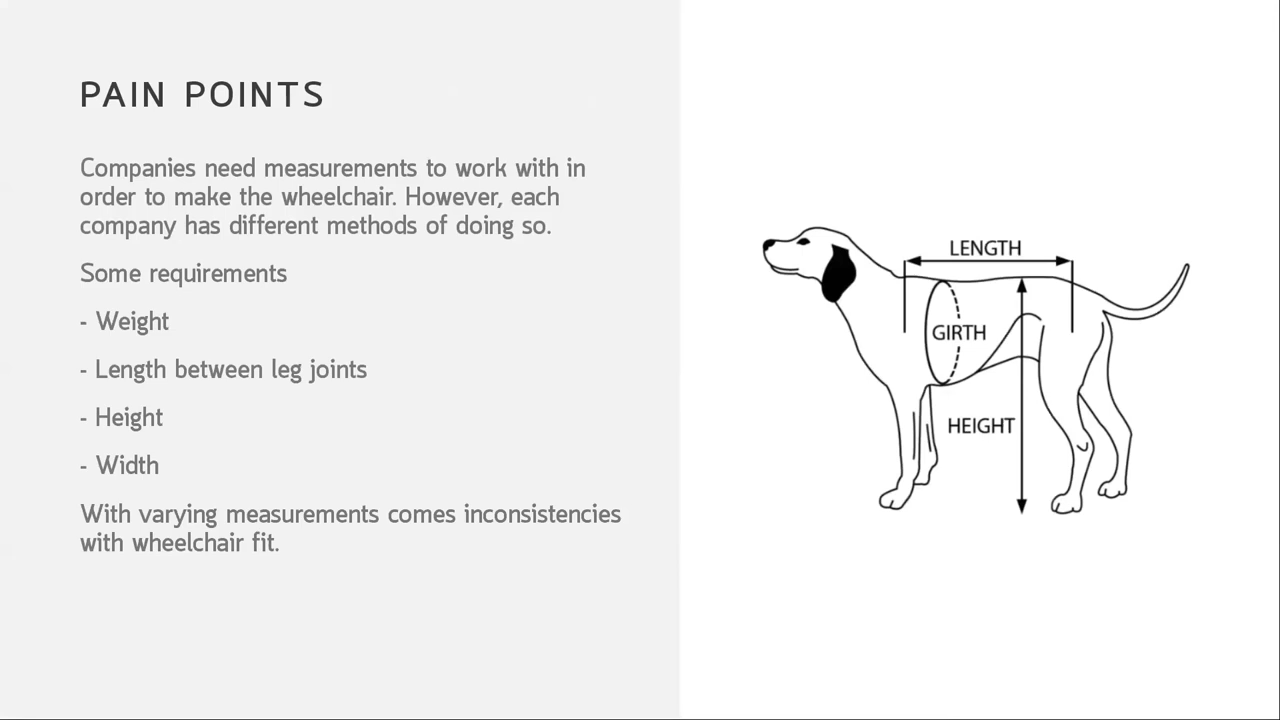 PAIN POINTS
Companies need measurements to work with in
order to make the wheelchair. However, each
company has different methods of doing so.
Some requirements
- Weight
- Length between leg joints
- Height
- Width
With varying measurements comes inconsistencies
with wheelchair fit.
LENGTH
GIRTH
HEIGHT